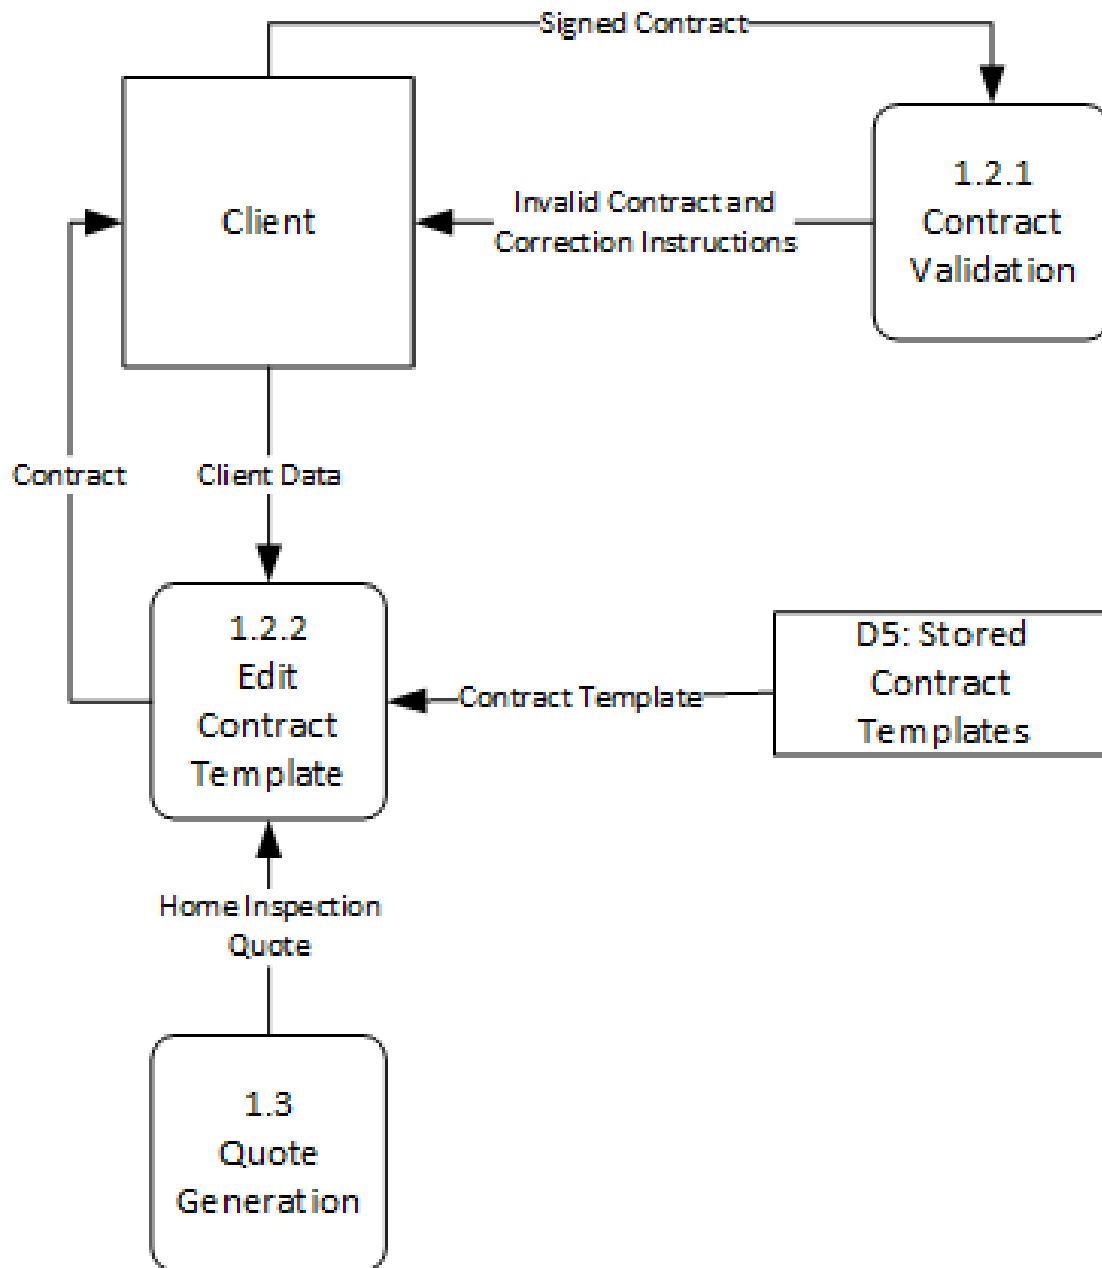 Signed Contract
1.2.1
Contract
Validation
Client
Invalid Contract and
Correction Instructions
Contract
Client Data
1.2.2
Edit
Contract
Template
Contract Template
D5: Stored
Contract
Templates
Home Inspection
Quote
1.3
Quote
Generation